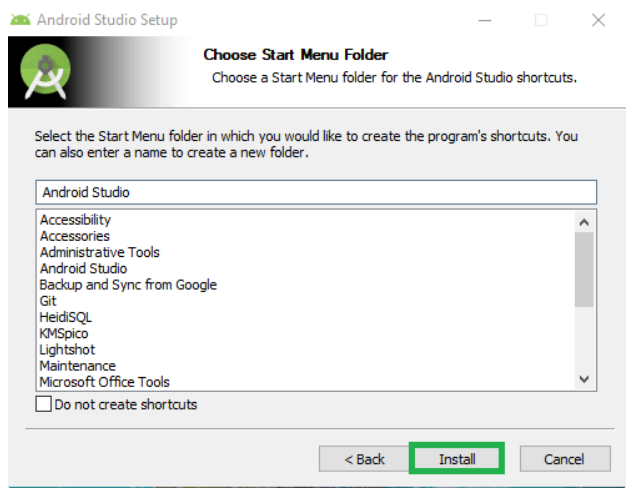 Android Studio Setup
Choose Start Menu Folder
Choose a Start Menu folder for the Android Studio shortcuts.
Select the Start Menu folder in which you would like to create the program's shortcuts. You
can also enter a name to create a new folder.
Android Studio
Accessibility
Accessories
Administrative Tools
Android Studio
Backup and Sync from Google
Git
HeidiSQL
KMSpico
Lightshot
Maintenance
Microsoft Office Tools
Do not create shortcuts
< Back Install Cancel